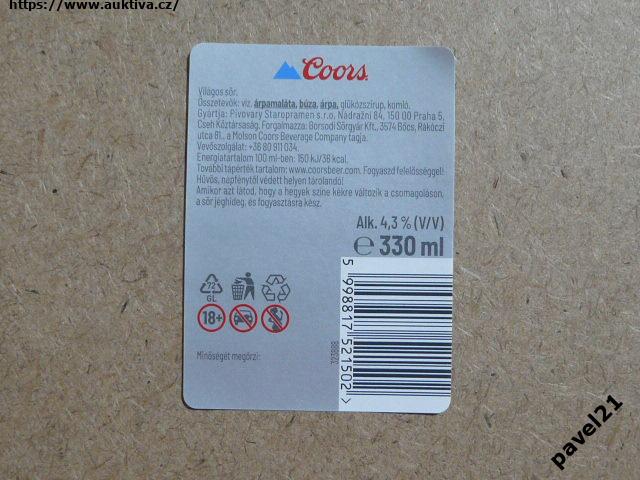 https://www.auktiva.cz/
Coors
Világos sör.
Összetevők: víz, árpamaláta, búza, árpa, glükózszirup, komló.
Gyártja: Pivovary Staropramen s.r.o. Nádražní 84, 150 00 Praha 5,
Cseh Köztársaság. Forgalmazza: Borsodi Sörgyár Kft., 3574 Bőcs, Rákóczi
utca 81., a Molson Coors Beverage Company tagja.
Vevőszolgálat: +36 80 911 034.
Energiatartalom 100 ml-ben: 150 kJ/36 kcal.
További tápérték tartalom: www.coorsbeer.com. Fogyaszd felelősséggel!
Hűvös, napfénytől védett helyen tárolandó!
Amikor azt látod, hogy a hegyek színe kékre változik a csomagoláson,
a sör jéghideg, és fogyasztásra kész.
Alk. 4,3 % (V/V)
℮ 330 ml
72
GL
18+
Minőségét megőrzi:
5 998817 521502 >
pavel21